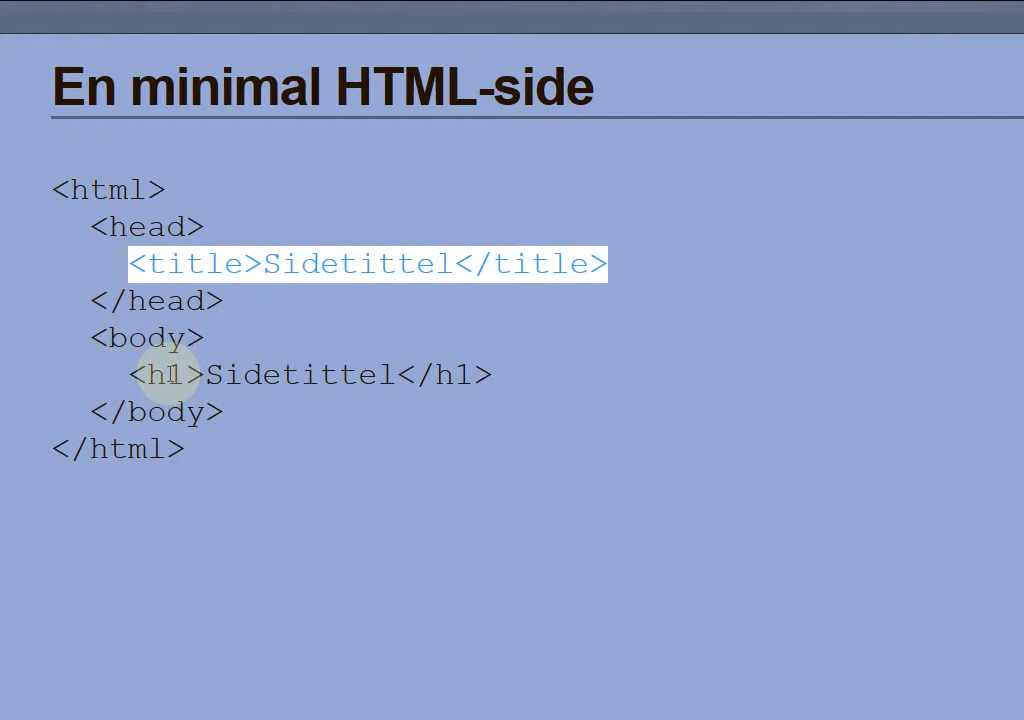 En minimal HTML-side
<html>
<head>
<title>Sidetittel</title>
</head>
<body>
<h1>Sidetittel</h1>
</body>
</html>